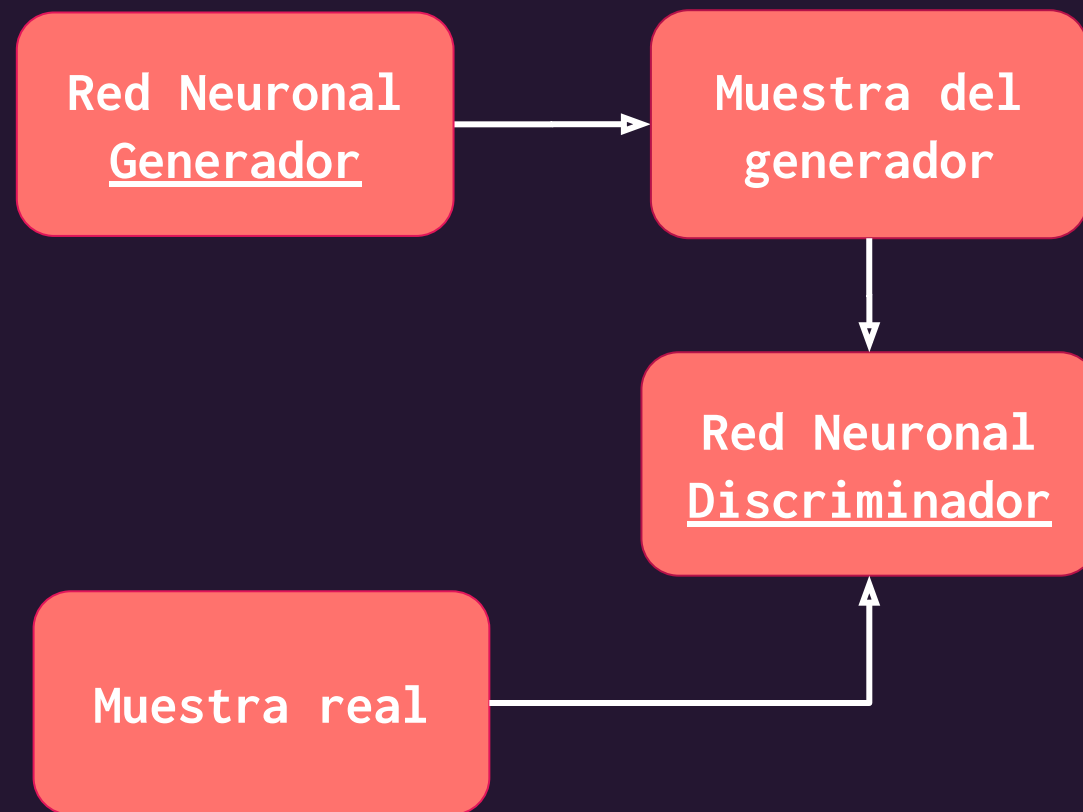 Red Neuronal
Generador
Muestra del
generador
Red Neuronal
Discriminador
Muestra real